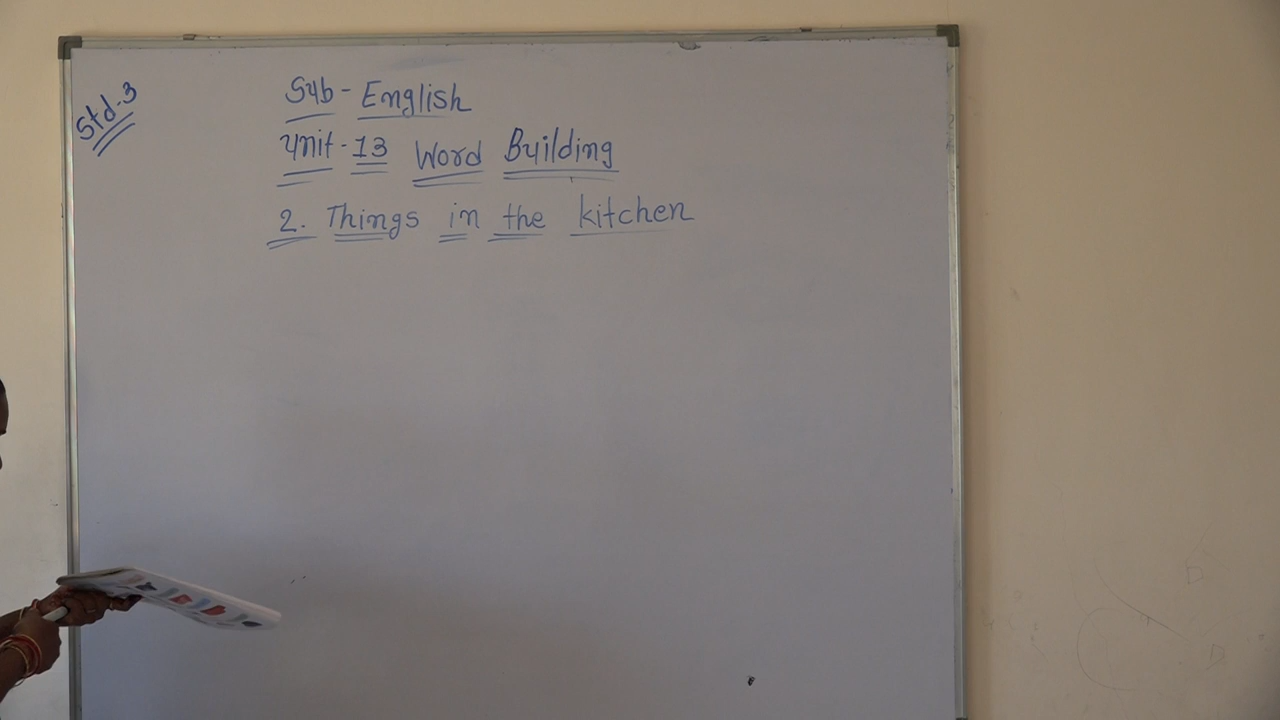 Std-3
Sub - English
Unit - 13 Word Building
2. Things in the kitchen